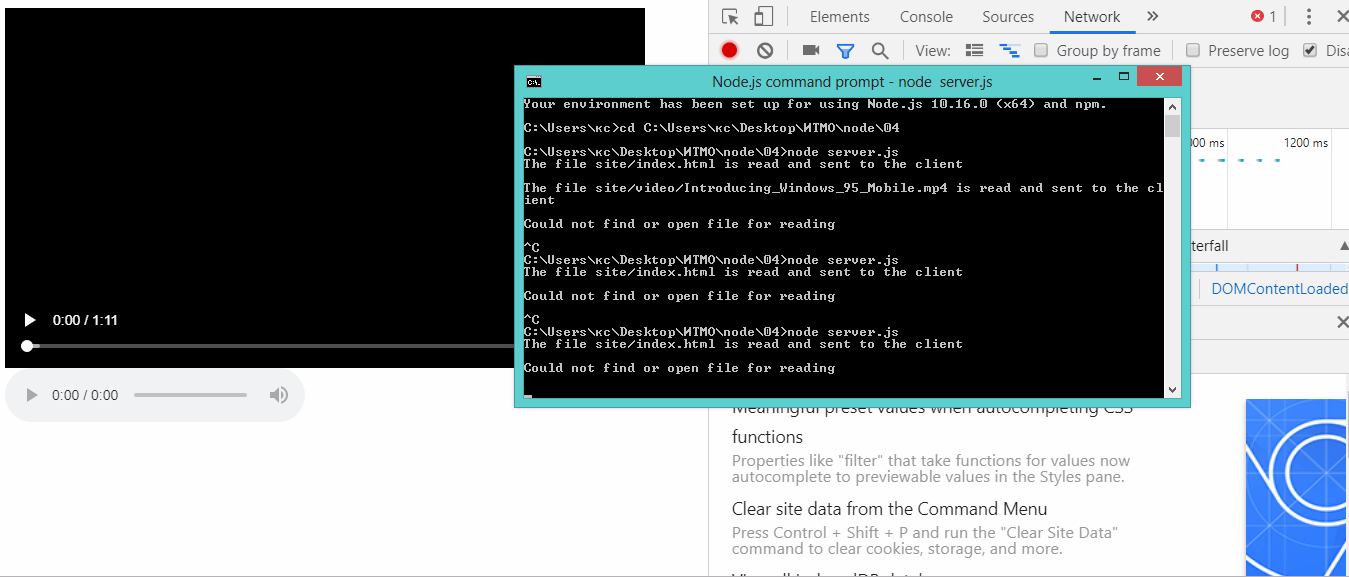 Elements Console Sources Network 1
View: Group by frame Preserve log
Node.js command prompt - node server.js
Your environment has been set up for using Node.js 10.16.0 (x64) and npm.
C:\Users\кс>cd C:\Users\кс\Desktop\ИТМО\node\04
C:\Users\кс\Desktop\ИТМО\node\04>node server.js
The file site/index.html is read and sent to the client
The file site/video/Introducing_Windows_95_Mobile.mp4 is read and sent to the cl
ient
Could not find or open file for reading
^C
C:\Users\кс\Desktop\ИТМО\node\04>node server.js
The file site/index.html is read and sent to the client
Could not find or open file for reading
^C
C:\Users\кс\Desktop\ИТМО\node\04>node server.js
The file site/index.html is read and sent to the client
Could not find or open file for reading
00 ms 1200 ms
terfall
DOMContentLoaded
0:00 / 1:11
0:00 / 0:00
Meaningful preset values when autocompleting CSS
functions
Properties like "filter" that take functions for values now
autocomplete to previewable values in the Styles pane.
Clear site data from the Command Menu
Press Control + Shift + P and run the "Clear Site Data"
command to clear cookies, storage, and more.